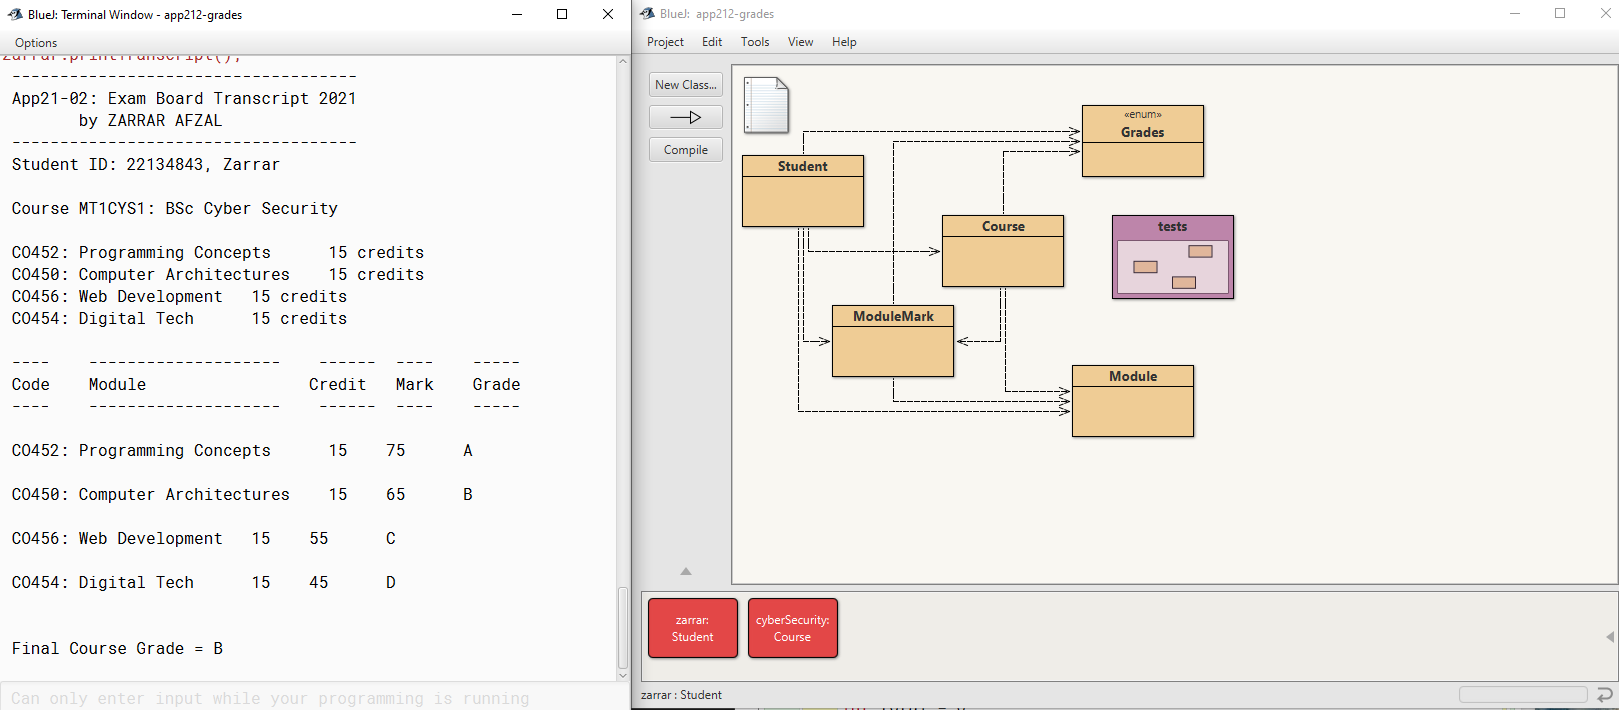 BlueJ: Terminal Window - app212-grades
Options
zarrar.printTranscript();
------------------------------------
App21-02: Exam Board Transcript 2021
by ZARRAR AFZAL
------------------------------------
Student ID: 22134843, Zarrar
Course MT1CYS1: BSc Cyber Security
CO452: Programming Concepts 15 credits
CO450: Computer Architectures 15 credits
CO456: Web Development 15 credits
CO454: Digital Tech 15 credits
---- -------------------- ------ ---- -----
Code Module Credit Mark Grade
---- -------------------- ------ ---- -----
CO452: Programming Concepts 15 75 A
CO450: Computer Architectures 15 65 B
CO456: Web Development 15 55 C
CO454: Digital Tech 15 45 D
Final Course Grade = B
Can only enter input while your programming is running
BlueJ: app212-grades
Project Edit Tools View Help
New Class...
Compile
Student
«enum»
Grades
Course
tests
ModuleMark
Module
zarrar:
Student
cyberSecurity:
Course
zarrar : Student